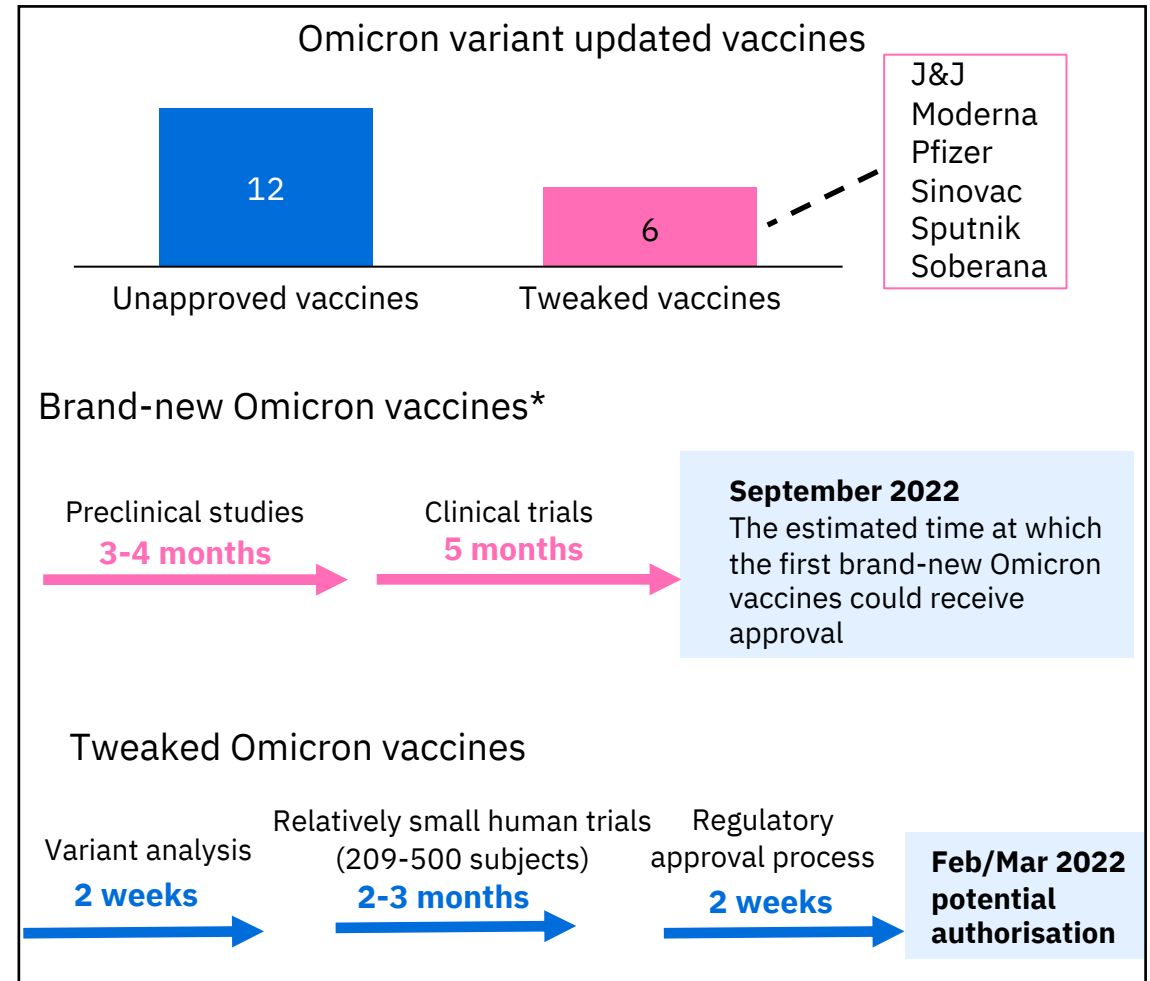 Omicron variant updated vaccines
12
6
J&J
Moderna
Pfizer
Sinovac
Sputnik
Soberana
Unapproved vaccines
Tweaked vaccines
Brand-new Omicron vaccines*
Preclinical studies
3-4 months
Clinical trials
5 months
September 2022
The estimated time at which
the first brand-new Omicron
vaccines could receive
approval
Tweaked Omicron vaccines
Variant analysis
2 weeks
Relatively small human trials
(209-500 subjects)
2-3 months
Regulatory
approval process
2 weeks
Feb/Mar 2022
potential
authorisation